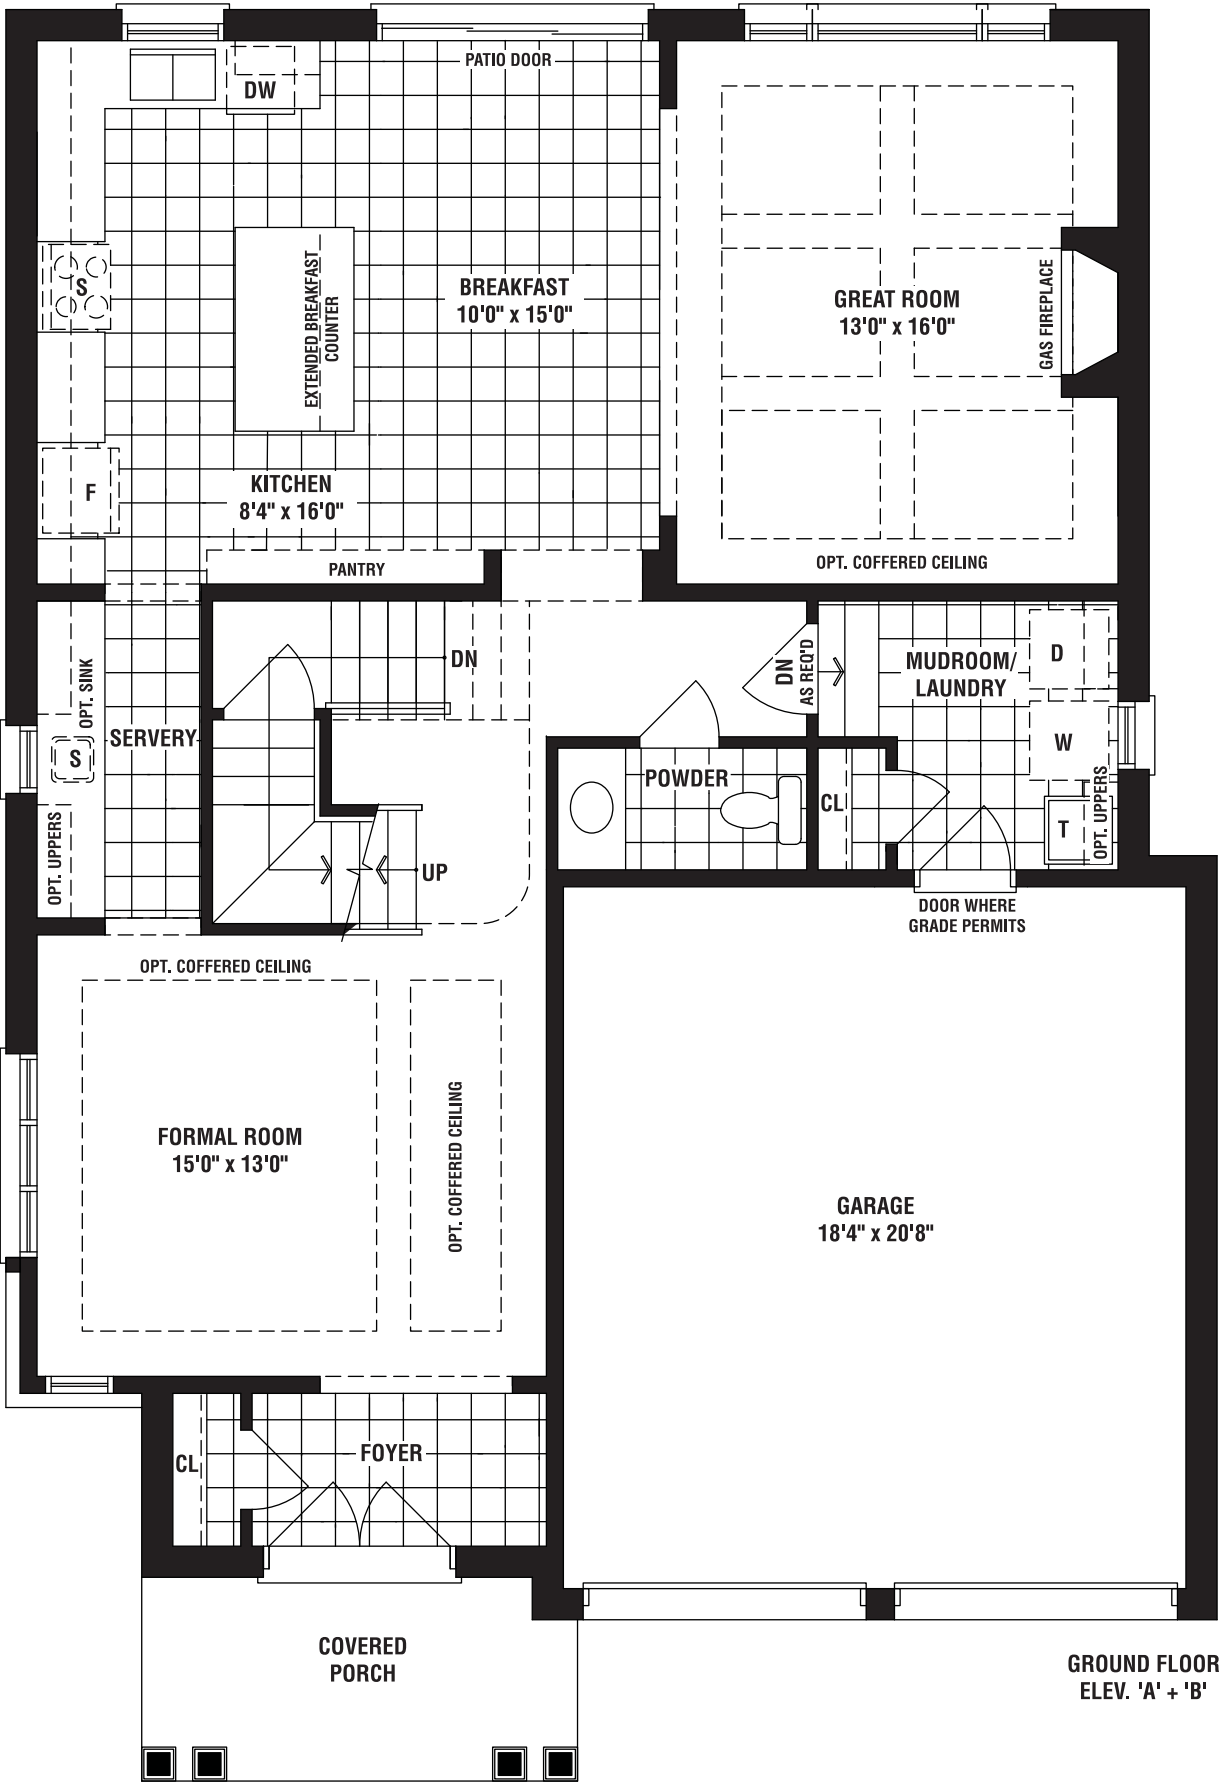 PATIO DOOR
DW
S
EXTENDED BREAKFAST
COUNTER
BREAKFAST
10'0" x 15'0"
GREAT ROOM
13'0" x 16'0"
GAS FIREPLACE
F
KITCHEN
8'4" x 16'0"
OPT. COFFERED CEILING
PANTRY
OPT. SINK
DN
DN
AS REQ'D
MUDROOM/
LAUNDRY
D
SERVERY
S
W
POWDER
CL
OPT. UPPERS
T
OPT. UPPERS
UP
DOOR WHERE
GRADE PERMITS
OPT. COFFERED CEILING
OPT. COFFERED CEILING
FORMAL ROOM
15'0" x 13'0"
GARAGE
18'4" x 20'8"
CL
FOYER
COVERED
PORCH
GROUND FLOOR
ELEV. 'A' + 'B'